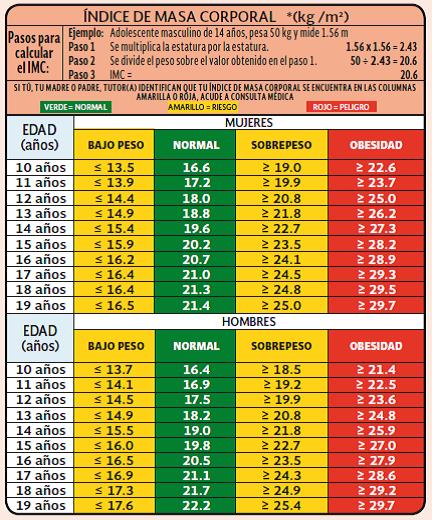 ÍNDICE DE MASA CORPORAL *(kg /m²)
Pasos para calcular el IMC:
Ejemplo: Adolescente masculino de 14 años, pesa 50 kg y mide 1.56 m
Paso 1 Se multiplica la estatura por la estatura. 1.56 x 1.56 = 2.43
Paso 2 Se divide el peso sobre el valor obtenido en el paso 1. 50 ÷ 2.43 = 20.6
Paso 3 IMC = 20.6
SI TÚ, TU MADRE O PADRE, TUTOR(A) IDENTIFICAN QUE TU ÍNDICE DE MASA CORPORAL SE ENCUENTRA EN LAS COLUMNAS
AMARILLA O RÓJA, ACUDE A CONSULTA MÉDICA
VERDE= NORMAL AMARILLO = RIESGO ROJO = PELIGRO
EDAD (años) MUJERES
BAJO PESO NORMAL SOBREPESO OBESIDAD
10 años ≤ 13.5 16.6 ≥ 19.0 ≥ 22.6
11 años ≤ 13.9 17.2 ≥ 19.9 ≥ 23.7
12 años ≤ 14.4 18.0 ≥ 20.8 ≥ 25.0
13 años ≤ 14.9 18.8 ≥ 21.8 ≥ 26.2
14 años ≤ 15.4 19.6 ≥ 22.7 ≥ 27.3
15 años ≤ 15.9 20.2 ≥ 23.5 ≥ 28.2
16 años ≤ 16.2 20.7 ≥ 24.1 ≥ 28.9
17 años ≤ 16.4 21.0 ≥ 24.5 ≥ 29.3
18 años ≤ 16.4 21.3 ≥ 24.8 ≥ 29.5
19 años ≤ 16.5 21.4 ≥ 25.0 ≥ 29.7
EDAD (años) HOMBRES
BAJO PESO NORMAL SOBREPESO OBESIDAD
10 años ≤ 13.7 16.4 ≥ 18.5 ≥ 21.4
11 años ≤ 14.1 16.9 ≥ 19.2 ≥ 22.5
12 años ≤ 14.5 17.5 ≥ 19.9 ≥ 23.6
13 años ≤ 14.9 18.2 ≥ 20.8 ≥ 24.8
14 años ≤ 15.5 19.0 ≥ 21.8 ≥ 25.9
15 años ≤ 16.0 19.8 ≥ 22.7 ≥ 27.0
16 años ≤ 16.5 20.5 ≥ 23.5 ≥ 27.9
17 años ≤ 16.9 21.1 ≥ 24.3 ≥ 28.6
18 años ≤ 17.3 21.7 ≥ 24.9 ≥ 29.2
19 años ≤ 17.6 22.2 ≥ 25.4 ≥ 29.7